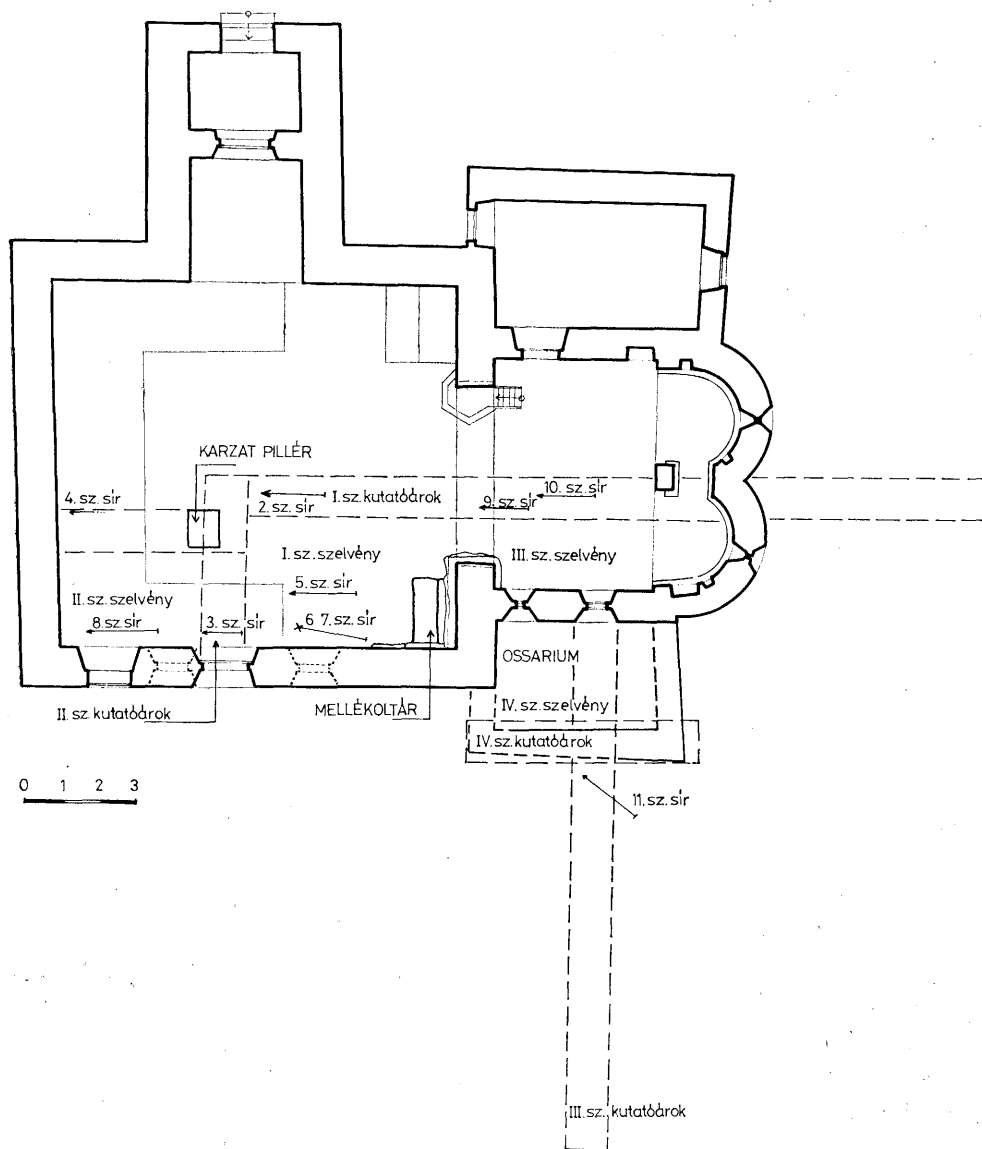 KARZAT PILLÉR
4. sz. sír
I. sz. kutatóárok
2. sz. sír
10. sz. sír
9. sz. sír
I. sz. szelvény
III. sz. szelvény
5. sz. sír
II. sz. szelvény
8. sz. sír
3. sz. sír
6 7. sz. sír
OSSARIUM
II. sz. kutatóárok
MELLÉKOLTÁR
IV. sz. szelvény
IV. sz. kutatóárok
0 1 2 3
11. sz. sír
III. sz. kutatóárok